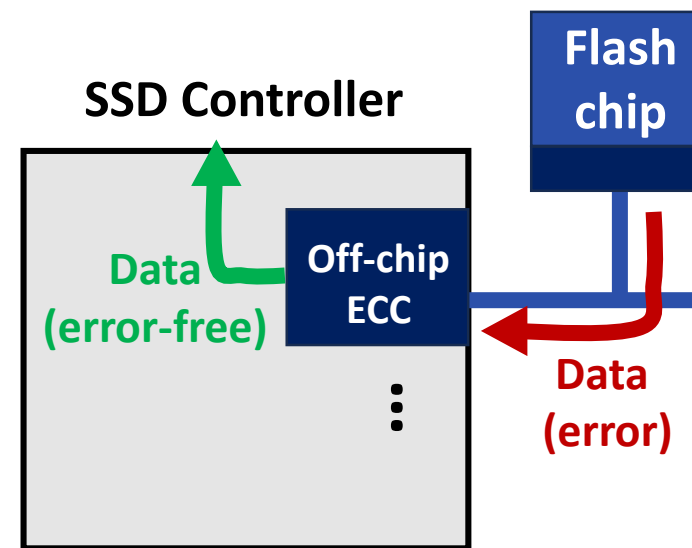 Flash
chip
SSD Controller
Off-chip
ECC
Data
(error-free)
Data
(error)